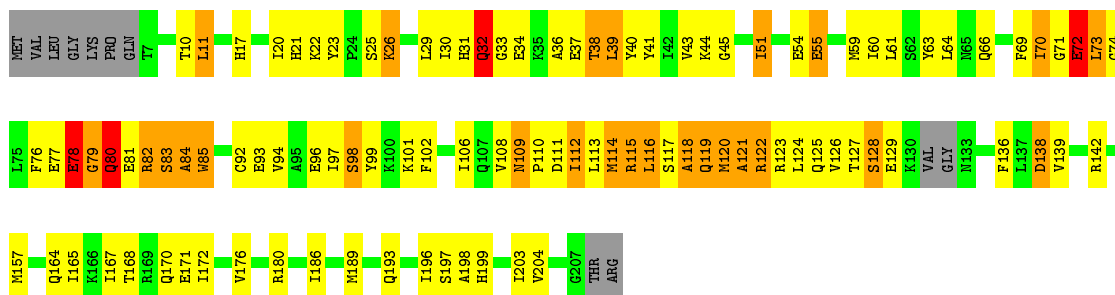 MET VAL LEU GLY LYS PRO GLN T7 T10 L11 H17 I20 H21 K22 Y23 P24 S25 K26 L29 I30 H31 Q32 G33 E34 K35 A36 E37 T38 L39 Y40 Y41 I42 V43 K44 G45 I51 E54 E55 M59 I60 L61 S62 Y63 L64 N65 Q66 F69 I70 G71 E72 L73 G74
L75 F76 E77 E78 G79 Q80 E81 R82 S83 A84 W85 C92 E93 V94 A95 E96 I97 S98 Y99 K100 K101 F102 I106 Q107 V108 N109 P110 D111 I112 L113 M114 R115 L116 S117 A118 Q119 M120 A121 R122 R123 L124 Q125 V126 T127 S128 E129 K130 VAL GLY N133 F136 L137 D138 V139 R142
M157 Q164 I165 K166 I167 T168 R169 Q170 E171 I172 V176 R180 I186 M189 Q193 I196 S197 A198 H199 I203 V204 G207 THR ARG